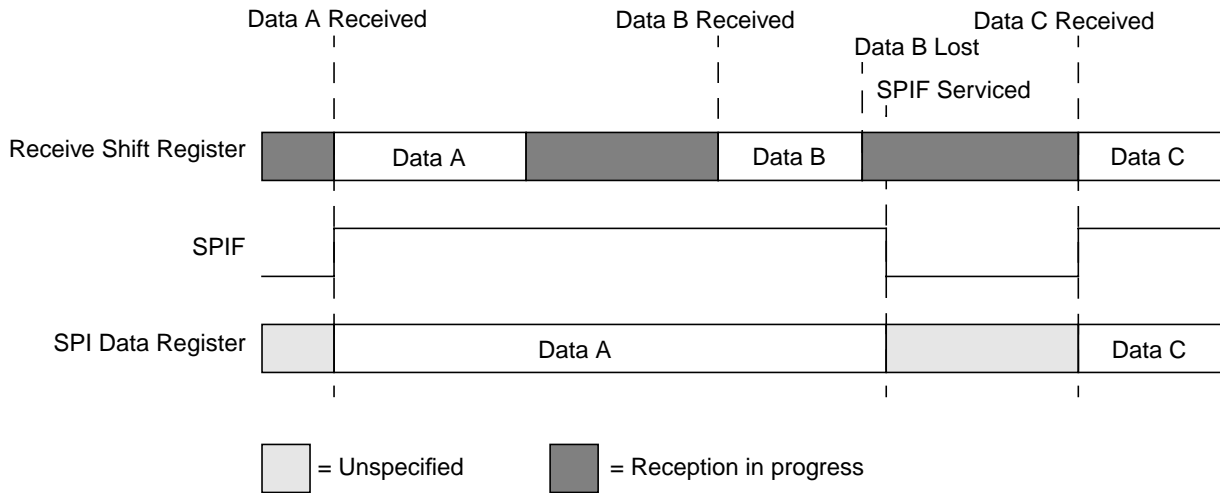 Data A Received
Data B Received
Data C Received
Data B Lost
SPIF Serviced
Receive Shift Register
Data A
Data B
Data C
SPIF
SPI Data Register
Data A
Data C
= Unspecified
= Reception in progress